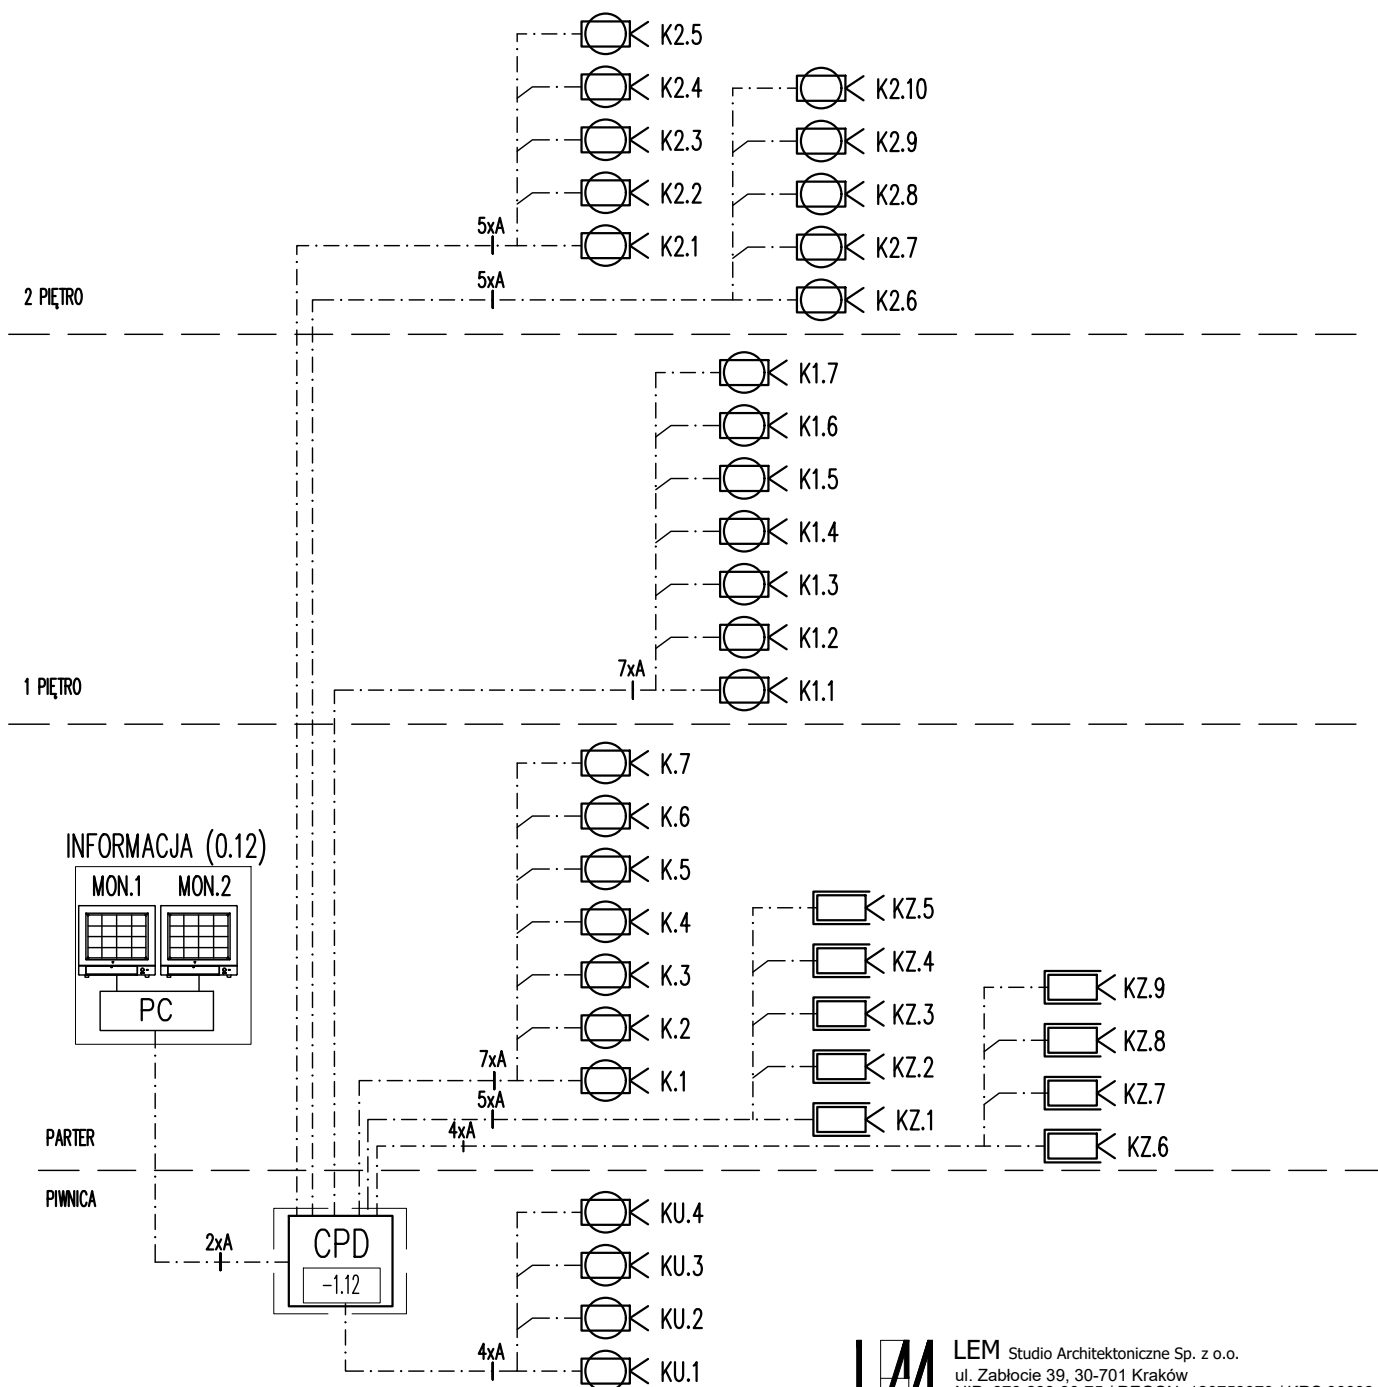 K2.5
K2.4
K2.3
K2.2
5xA
K2.1
K2.10
K2.9
K2.8
K2.7
5xA
K2.6
2 PIĘTRO
K1.7
K1.6
K1.5
K1.4
K1.3
K1.2
7xA
K1.1
1 PIĘTRO
K.7
K.6
K.5
K.4
K.3
K.2
7xA
K.1
INFORMACJA (0.12)
MON.1 MON.2
PC
KZ.5
KZ.4
KZ.3
KZ.2
5xA
KZ.1
KZ.9
KZ.8
KZ.7
4xA
KZ.6
PARTER
PIWNICA
2xA
CPD
-1.12
KU.4
KU.3
KU.2
4xA
KU.1
LEM Studio Architektoniczne Sp. z o.o.
ul. Zabłocie 39, 30-701 Kraków